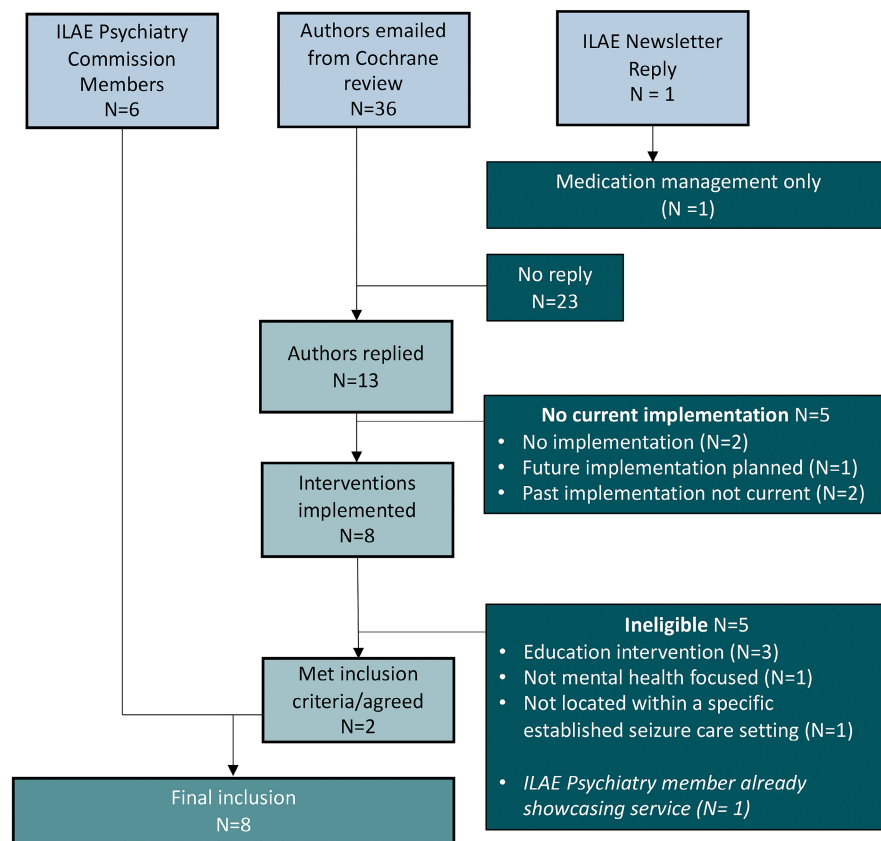 ILAE Psychiatry
Commission
Members
N=6
Authors emailed
from Cochrane
review
N=36
ILAE Newsletter
Reply
N = 1
Medication management only
(N =1)
No reply
N=23
Authors replied
N=13
No current implementation N=5
• No implementation (N=2)
• Future implementation planned (N=1)
• Past implementation not current (N=2)
Interventions
implemented
N=8
Ineligible N=5
• Education intervention (N=3)
• Not mental health focused (N=1)
• Not located within a specific
established seizure care setting (N=1)
• ILAE Psychiatry member already
showcasing service (N= 1)
Met inclusion
criteria/agreed
N=2
Final inclusion
N=8